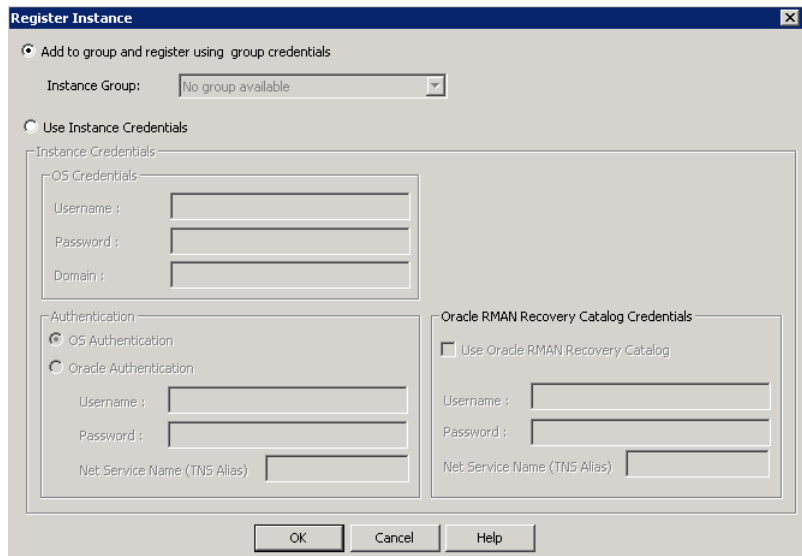 Register Instance
Add to group and register using group credentials
Instance Group: No group available
Use Instance Credentials
Instance Credentials
OS Credentials
Username :
Password :
Domain :
Authentication
OS Authentication
Oracle Authentication
Username :
Password :
Net Service Name (TNS Alias)
Oracle RMAN Recovery Catalog Credentials
Use Oracle RMAN Recovery Catalog
Username :
Password :
Net Service Name (TNS Alias)
OK Cancel Help